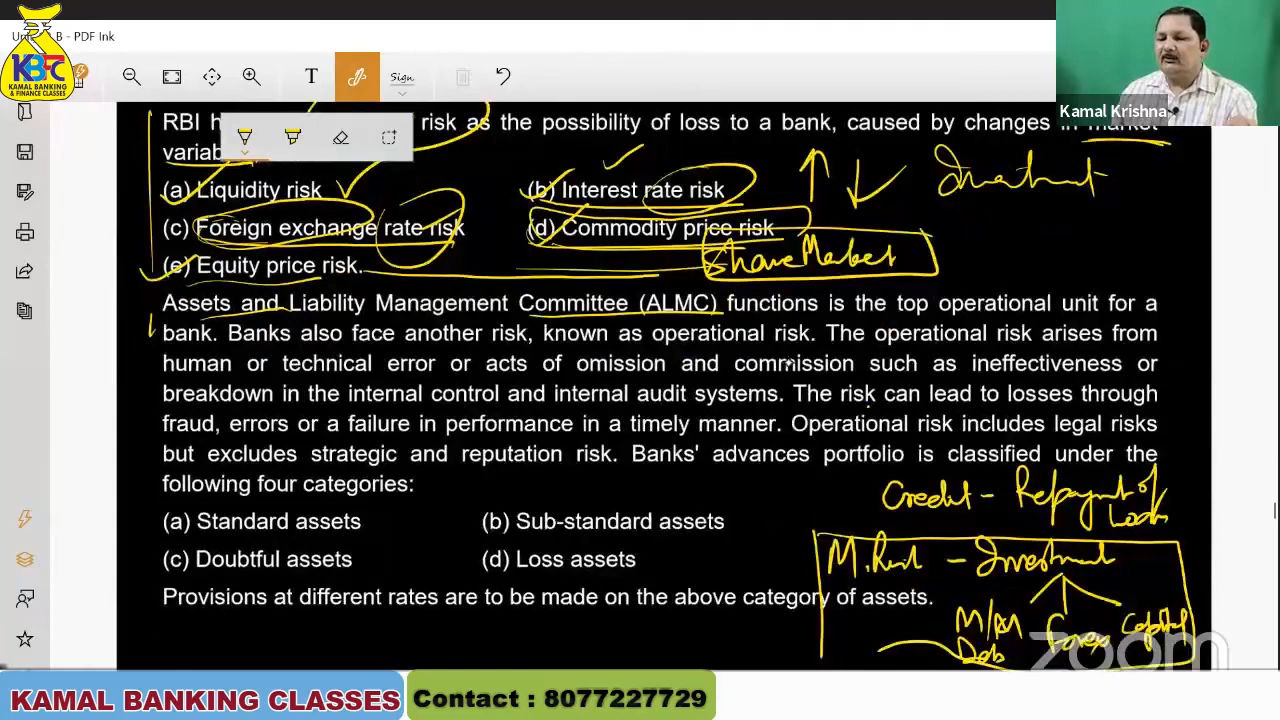 B - PDF Ink
KBC
KAMAL BANKING
& FINANCE CLASSES
T
Sign
Kamal Krishna
RBI risk as the possibility of loss to a bank, caused by changes in market
(a) Liquidity risk (b) Interest rate risk
(c) Foreign exchange rate risk (d) Commodity price risk
Investment
Share Market
(e) Equity price risk.
Assets and Liability Management Committee (ALMC) functions is the top operational unit for a
bank. Banks also face another risk, known as operational risk. The operational risk arises from
human or technical error or acts of omission and commission such as ineffectiveness or
breakdown in the internal control and internal audit systems. The risk can lead to losses through
fraud, errors or a failure in performance in a timely manner. Operational risk includes legal risks
but excludes strategic and reputation risk. Banks' advances portfolio is classified under the
following four categories:
Credit - Repayment of
Loan
(a) Standard assets (b) Sub-standard assets
(c) Doubtful assets (d) Loss assets
M. Risk - Investment
Provisions at different rates are to be made on the above category of assets.
Forex Capital
zoom
KAMAL BANKING CLASSES Contact : 8077227729